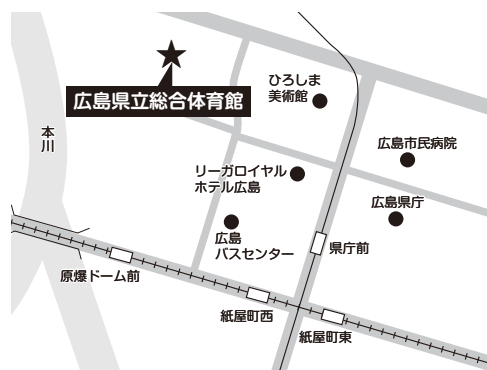 ひろしま
美術館
広島県立総合体育館
本川
広島市民病院
リーガロイヤル
ホテル広島
広島県庁
広島
バスセンター
県庁前
原爆ドーム前
紙屋町西
紙屋町東